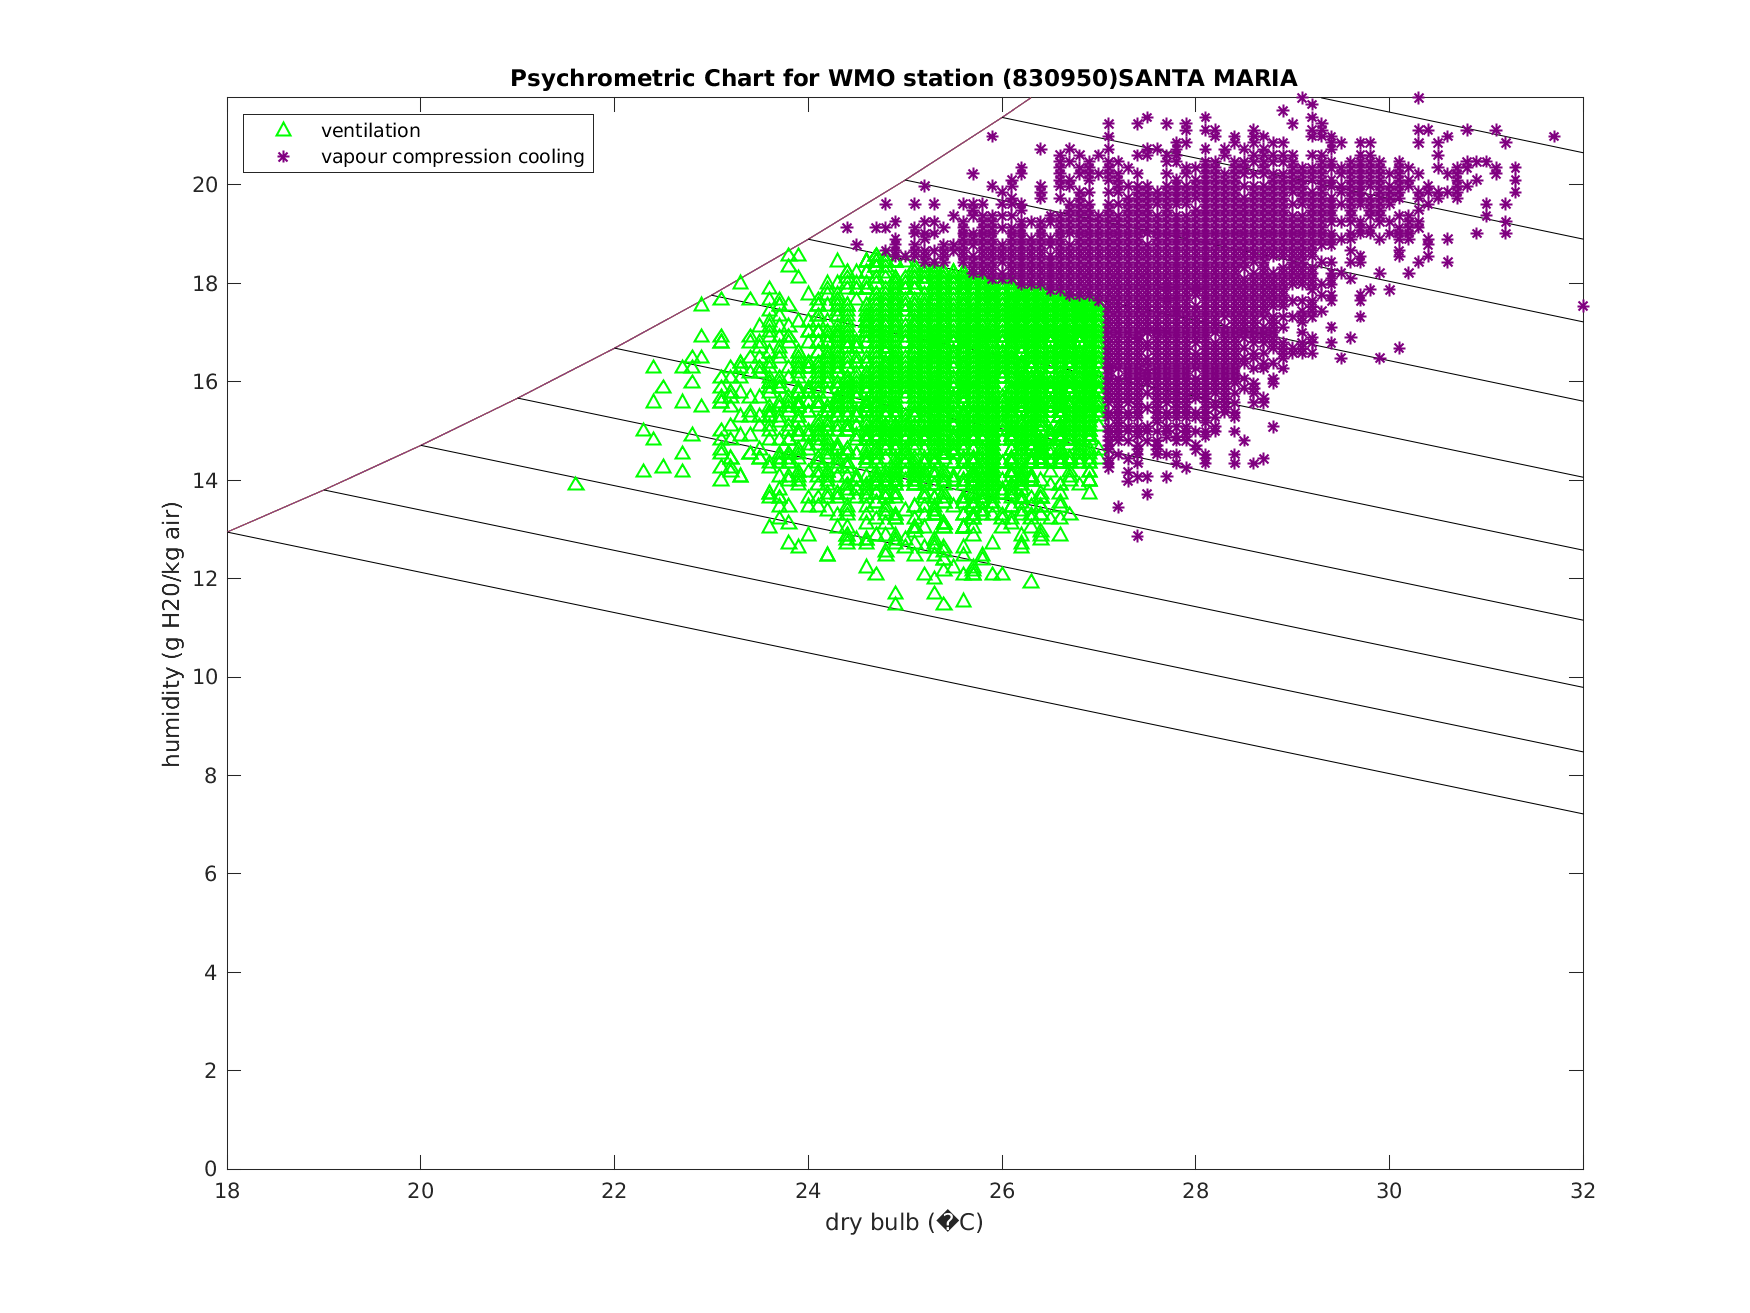 Psychrometric Chart for WMO station (830950)SANTA MARIA
ventilation
vapour compression cooling
20
18
16
14
12
10
8
6
4
2
0
humidity (g H20/kg air)
18 20 22 24 26 28 30 32
dry bulb (�C)